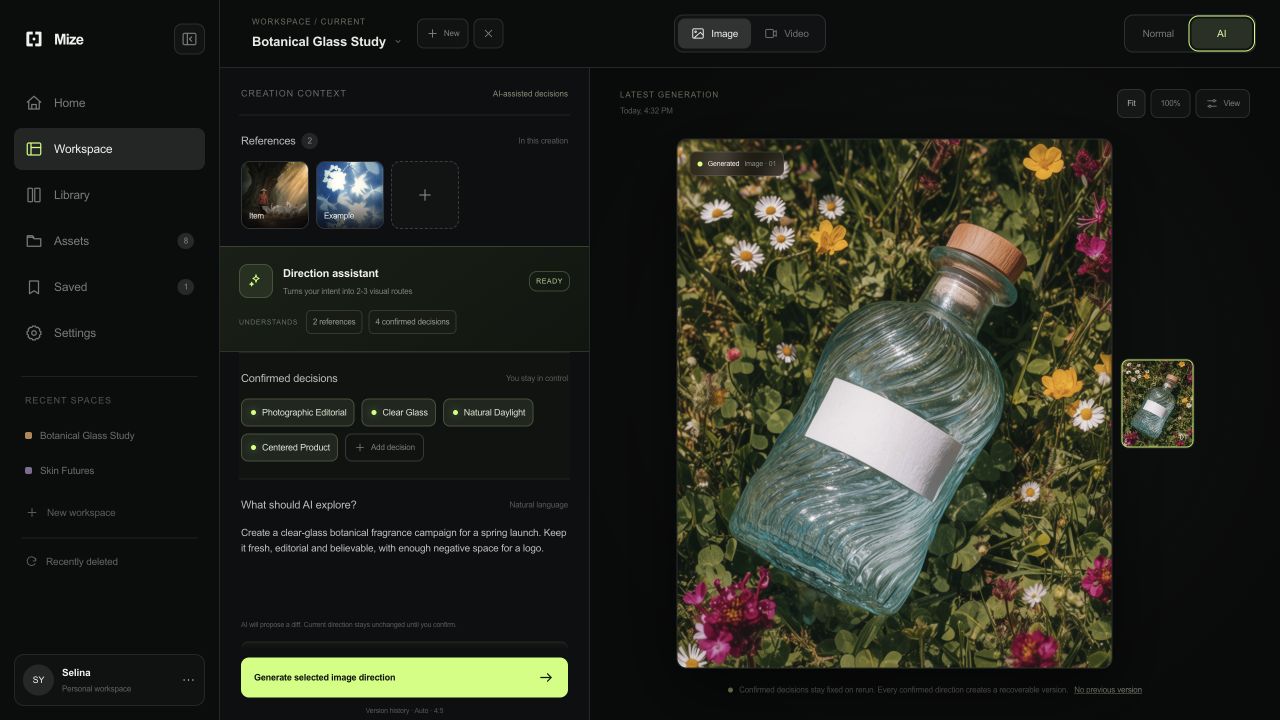 Mize
Home
Workspace
Library
Assets
8
Saved
1
Settings
RECENT SPACES
Botanical Glass Study
Skin Futures
New workspace
Recently deleted
SY
Selina
Personal workspace
WORKSPACE / CURRENT
Botanical Glass Study
New
Image
Video
Normal
AI
CREATION CONTEXT
AI-assisted decisions
References
2
In this creation
Item
Example
Direction assistant
Turns your intent into 2-3 visual routes
READY
UNDERSTANDS
2 references
4 confirmed decisions
Confirmed decisions
You stay in control
Photographic Editorial
Clear Glass
Natural Daylight
Centered Product
Add decision
What should AI explore?
Natural language
Create a clear-glass botanical fragrance campaign for a spring launch. Keep
it fresh, editorial and believable, with enough negative space for a logo.
AI will propose a diff. Current direction stays unchanged until you confirm.
Generate selected image direction
Version history · Auto · 4:5
LATEST GENERATION
Today, 4:32 PM
Fit
100%
View
Generated Image · 01
Confirmed decisions stay fixed on rerun. Every confirmed direction creates a recoverable version. No previous version